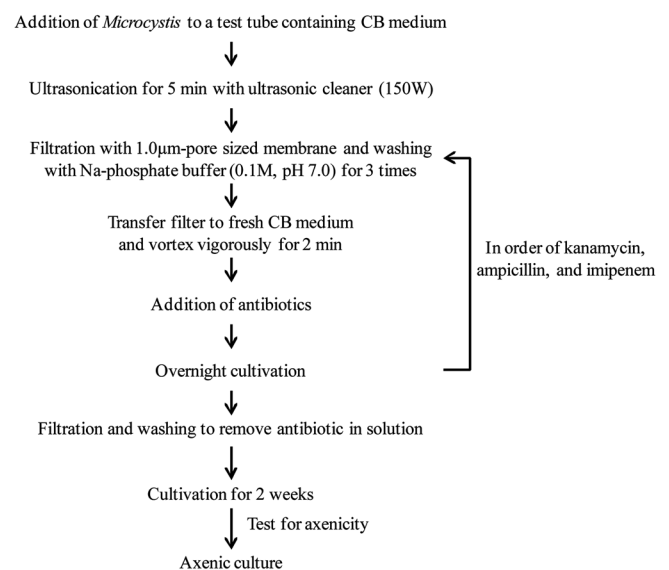 Addition of Microcystis to a test tube containing CB medium
Ultrasonication for 5 min with ultrasonic cleaner (150W)
Filtration with 1.0μm-pore sized membrane and washing
with Na-phosphate buffer (0.1M, pH 7.0) for 3 times
Transfer filter to fresh CB medium
and vortex vigorously for 2 min
In order of kanamycin,
ampicillin, and imipenem
Addition of antibiotics
Overnight cultivation
Filtration and washing to remove antibiotic in solution
Cultivation for 2 weeks
Test for axenicity
Axenic culture